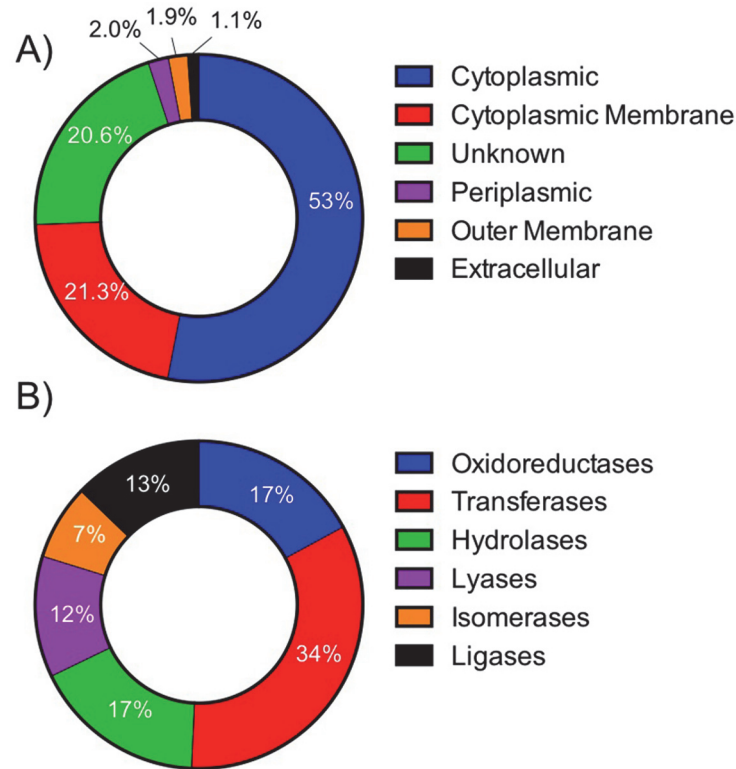 A)
2.0%
1.9%
1.1%
20.6%
53%
21.3%
Cytoplasmic
Cytoplasmic Membrane
Unknown
Periplasmic
Outer Membrane
Extracellular
B)
13%
17%
7%
12%
34%
17%
Oxidoreductases
Transferases
Hydrolases
Lyases
Isomerases
Ligases